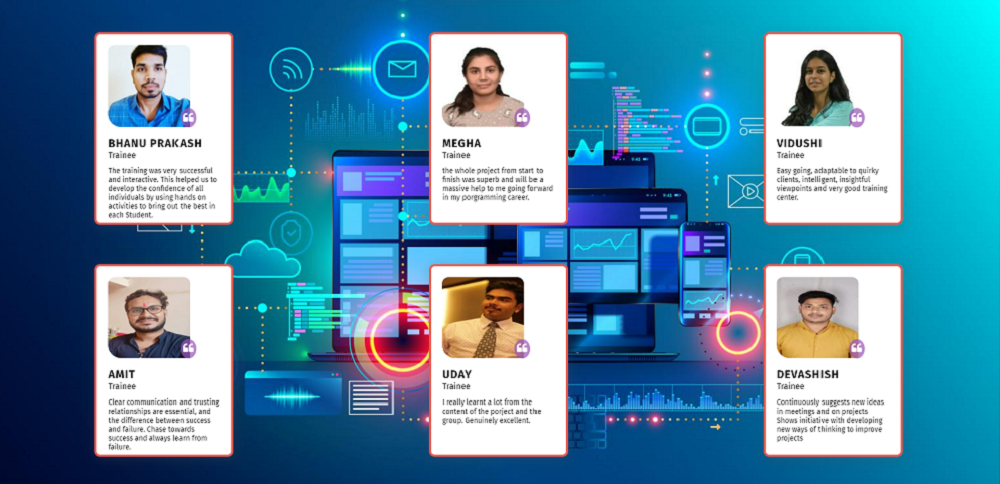 BHANU PRAKASH
Trainee
The training was very successful
and interactive. This helped us to
develop the confidence of all
individuals by using hands on
activities to bring out the best in
each Student.
MEGHA
Trainee
the whole project from start to
finish was superb and will be a
massive help to me going forward
in my porgramming career.
VIDUSHI
Trainee
Easy going, adaptable to quirky
clients, intelligent, insightful
viewpoints and very good training
center.
AMIT
Trainee
Clear communication and trusting
relationships are essential, and
the difference between success
and failure. Chase towards
success and always learn from
failure.
UDAY
Trainee
I really learnt a lot from the
content of the porject and the
group. Genuinely excellent.
DEVASHISH
Trainee
Continuously suggests new ideas
in meetings and on projects
Shows initiative with developing
new ways of thinking to improve
projects